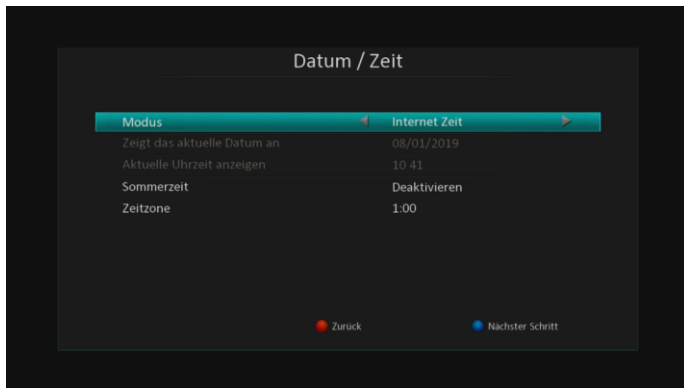 Datum / Zeit
Modus Internet Zeit
Zeigt das aktuelle Datum an 08/01/2019
Aktuelle Uhrzeit anzeigen 10 41
Sommerzeit Deaktivieren
Zeitzone 1:00
Zurück Nächster Schritt